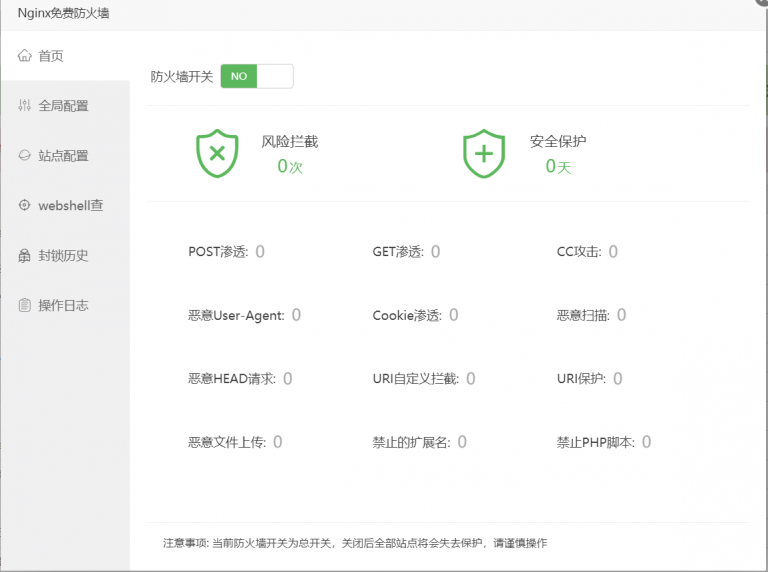 Nginx免费防火墙
首页
全局配置
站点配置
webshell查
封锁历史
操作日志
防火墙开关 NO
风险拦截
0次
安全保护
0天
POST渗透: 0 GET渗透: 0 CC攻击: 0
恶意User-Agent: 0 Cookie渗透: 0 恶意扫描: 0
恶意HEAD请求: 0 URI自定义拦截: 0 URI保护: 0
恶意文件上传: 0 禁止的扩展名: 0 禁止PHP脚本: 0
注意事项: 当前防火墙开关为总开关，关闭后全部站点将会失去保护，请谨慎操作